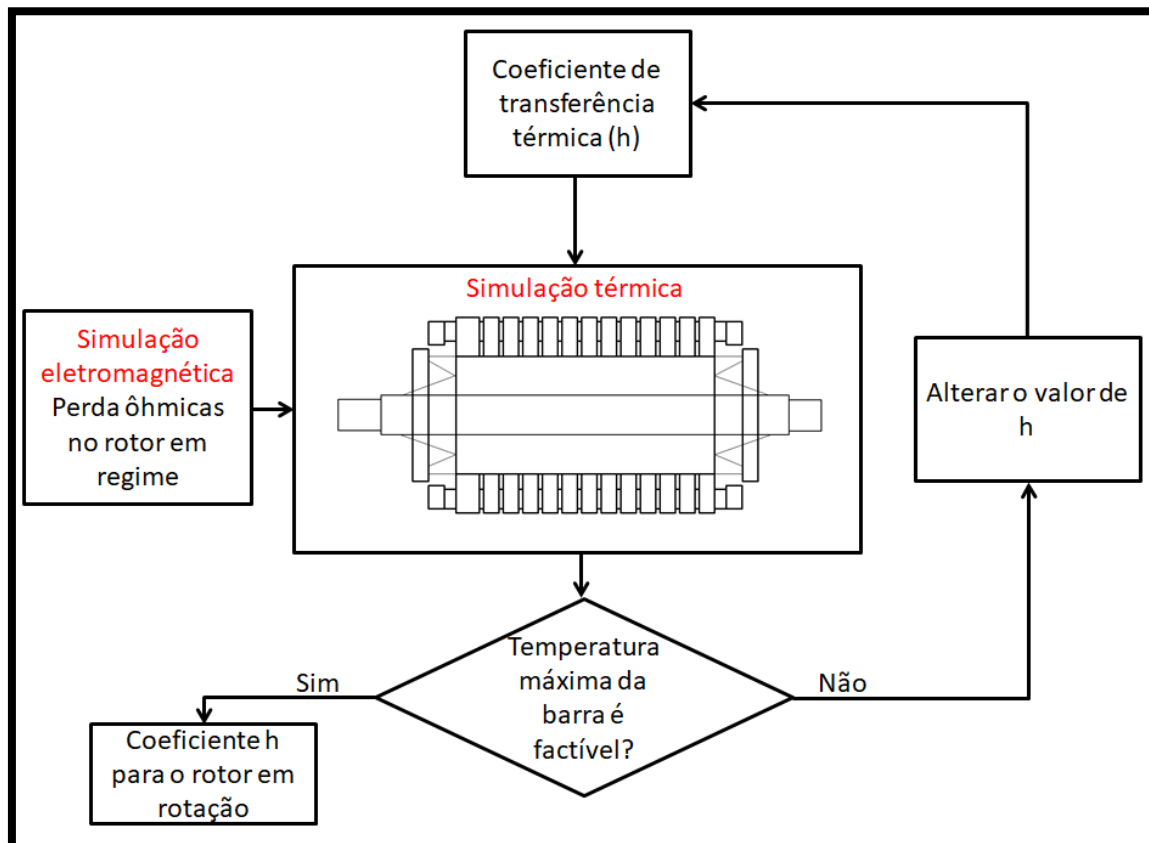 Coeficiente de
transferência
térmica (h)
Simulação térmica
Simulação
eletromagnética
Perda ôhmicas
no rotor em
regime
Alterar o valor de
h
Temperatura
máxima da
barra é
factível?
Sim
Não
Coeficiente h
para o rotor em
rotação